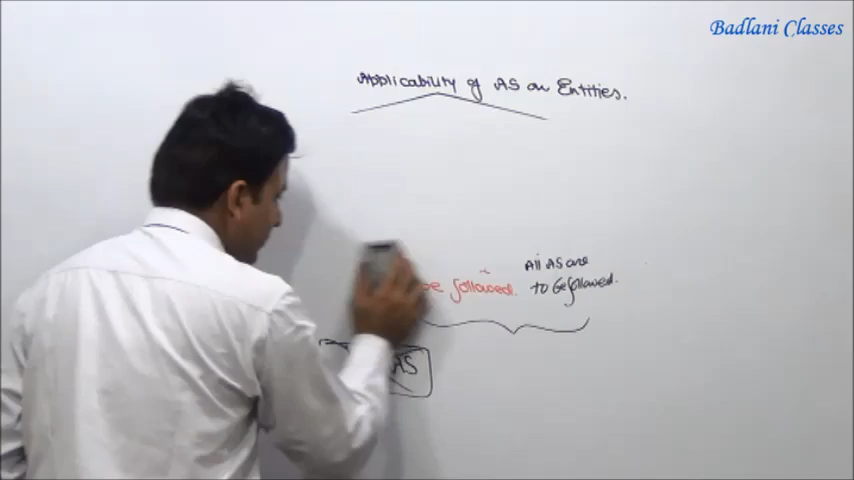 Badlani Classes
Applicability of AS on Entities.
All AS are
be followed. to be followed.
AS